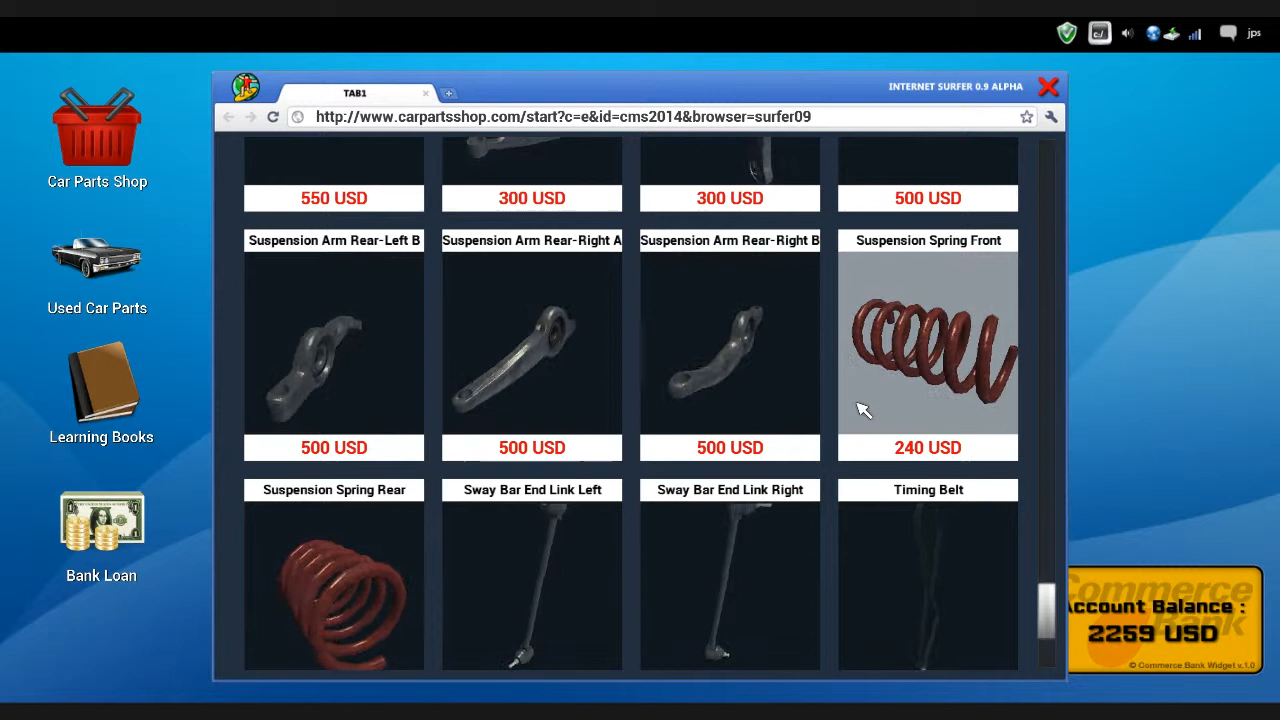 c:/
jps
TAB1
INTERNET SURFER 0.9 ALPHA
http://www.carpartsshop.com/start?c=e&id=cms2014&browser=surfer09
Car Parts Shop
Used Car Parts
Learning Books
Bank Loan
550 USD
300 USD
300 USD
500 USD
Suspension Arm Rear-Left B
Suspension Arm Rear-Right A
Suspension Arm Rear-Right B
Suspension Spring Front
500 USD
500 USD
500 USD
240 USD
Suspension Spring Rear
Sway Bar End Link Left
Sway Bar End Link Right
Timing Belt
Commerce Bank
Account Balance :
2259 USD
© Commerce Bank Widget v.1.0